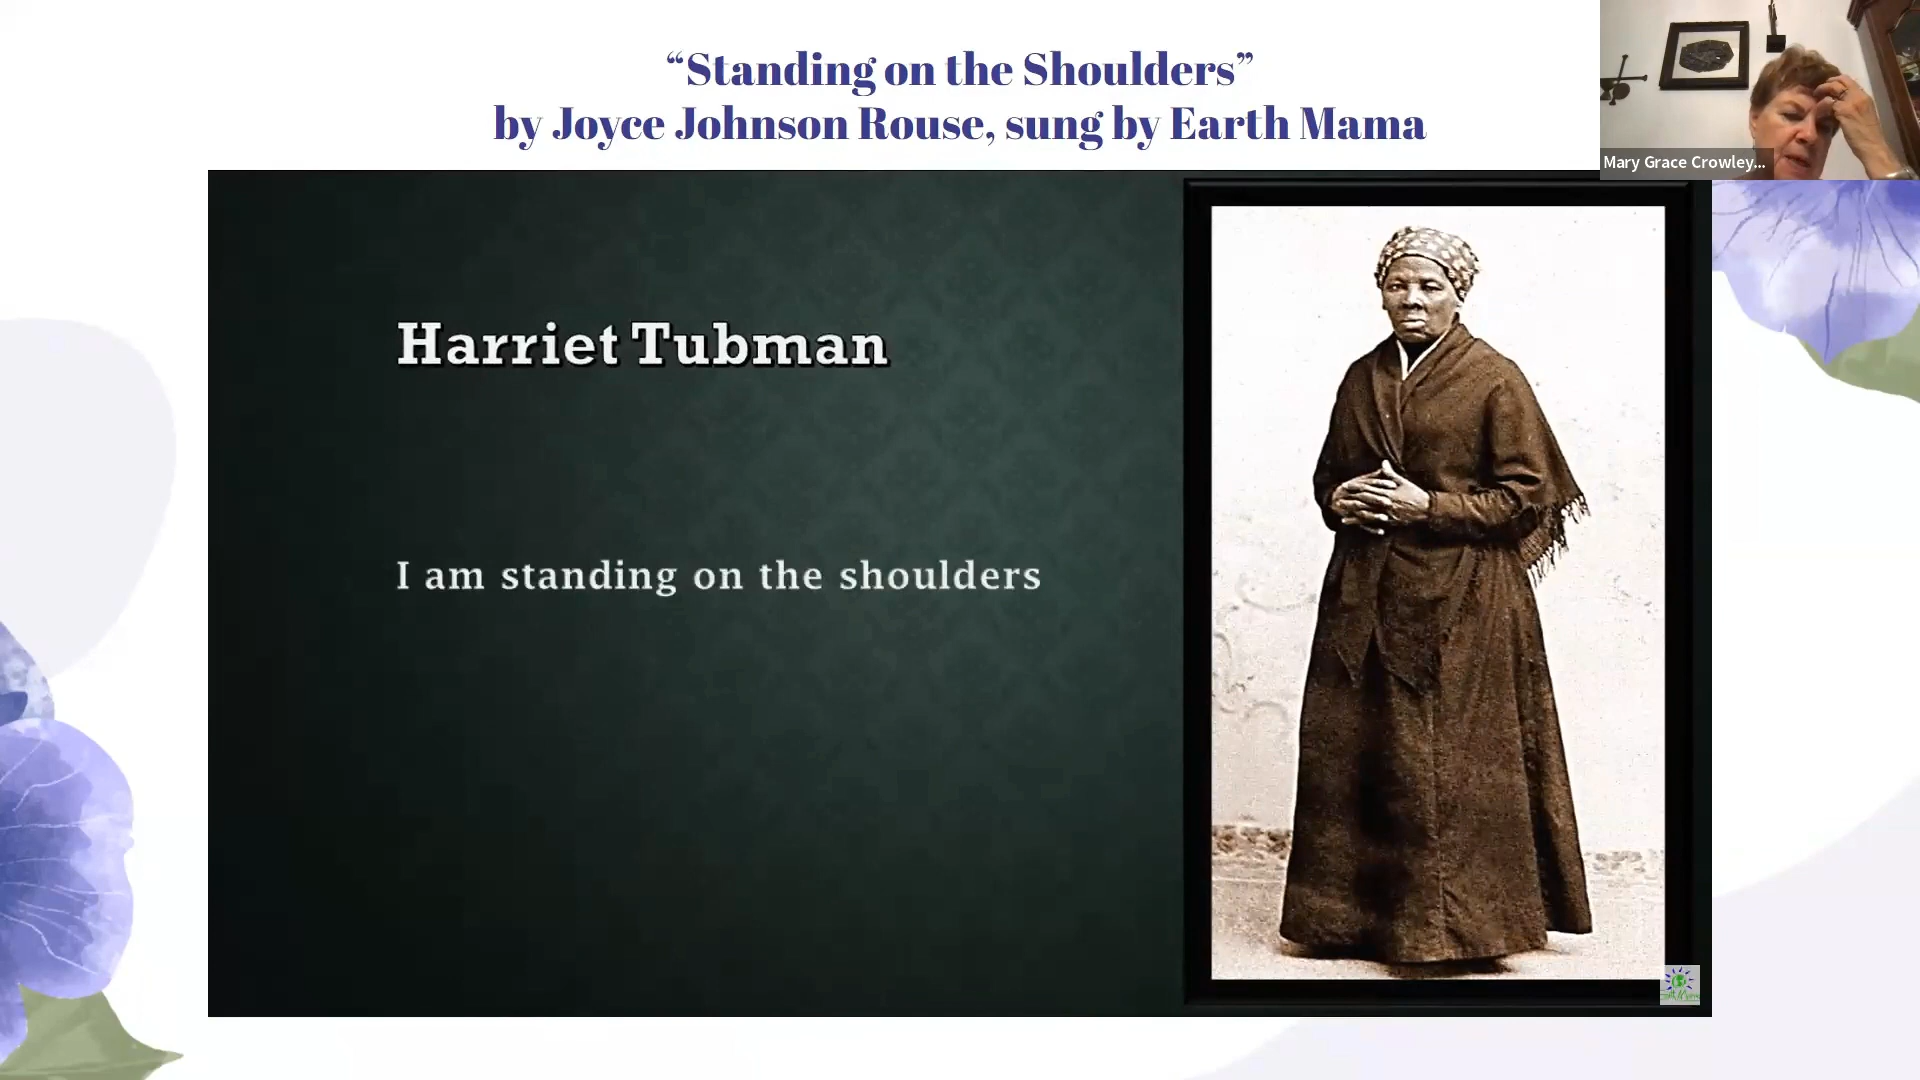 “Standing on the Shoulders”
by Joyce Johnson Rouse, sung by Earth Mama
Mary Grace Crowley...
Harriet Tubman
I am standing on the shoulders